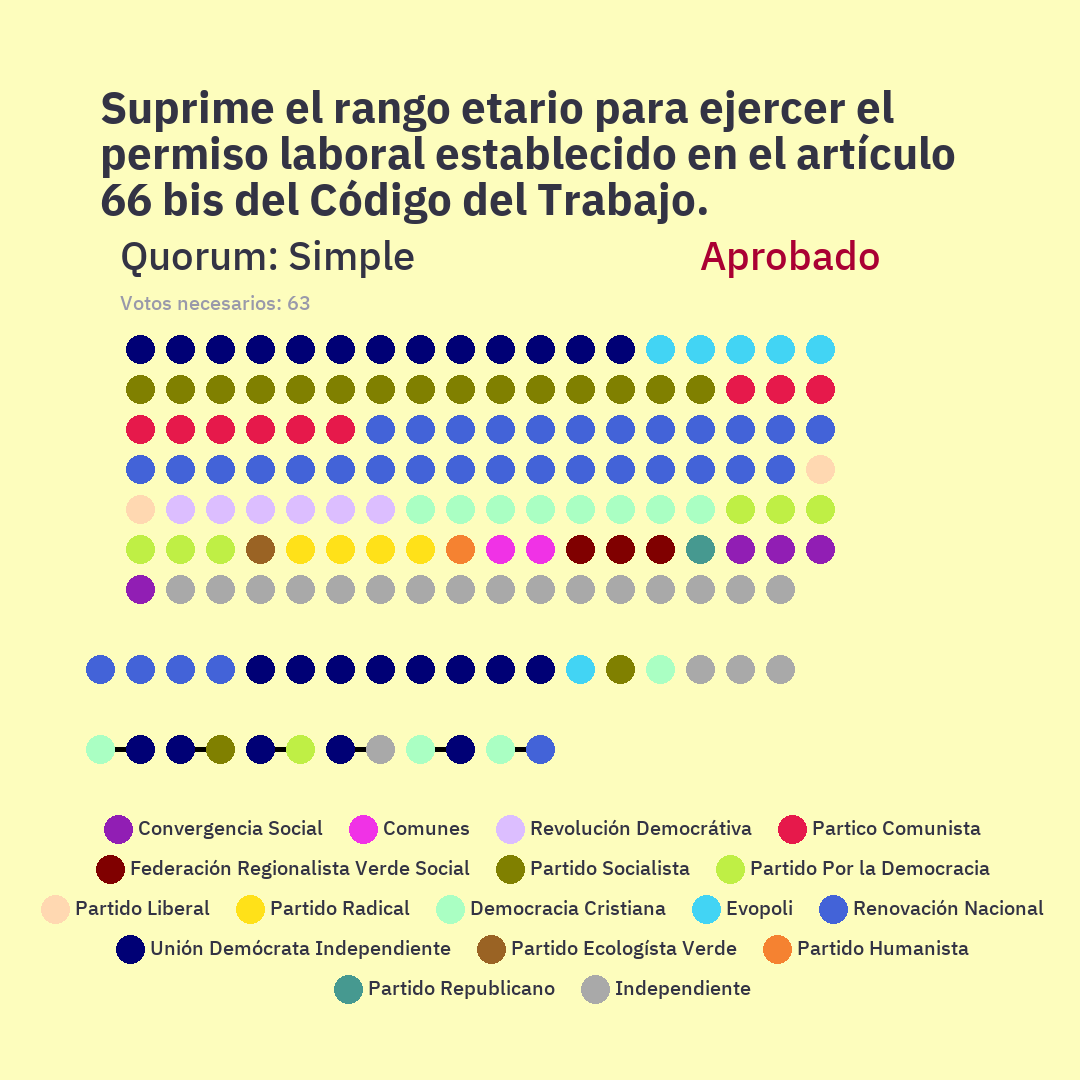 Suprime el rango etario para ejercer el
permiso laboral establecido en el artículo
66 bis del Código del Trabajo.
Quorum: Simple Aprobado
Votos necesarios: 63
Convergencia Social Comunes Revolución Democrátiva Partico Comunista
Federación Regionalista Verde Social Partido Socialista Partido Por la Democracia
Partido Liberal Partido Radical Democracia Cristiana Evopoli Renovación Nacional
Unión Demócrata Independiente Partido Ecologísta Verde Partido Humanista
Partido Republicano Independiente